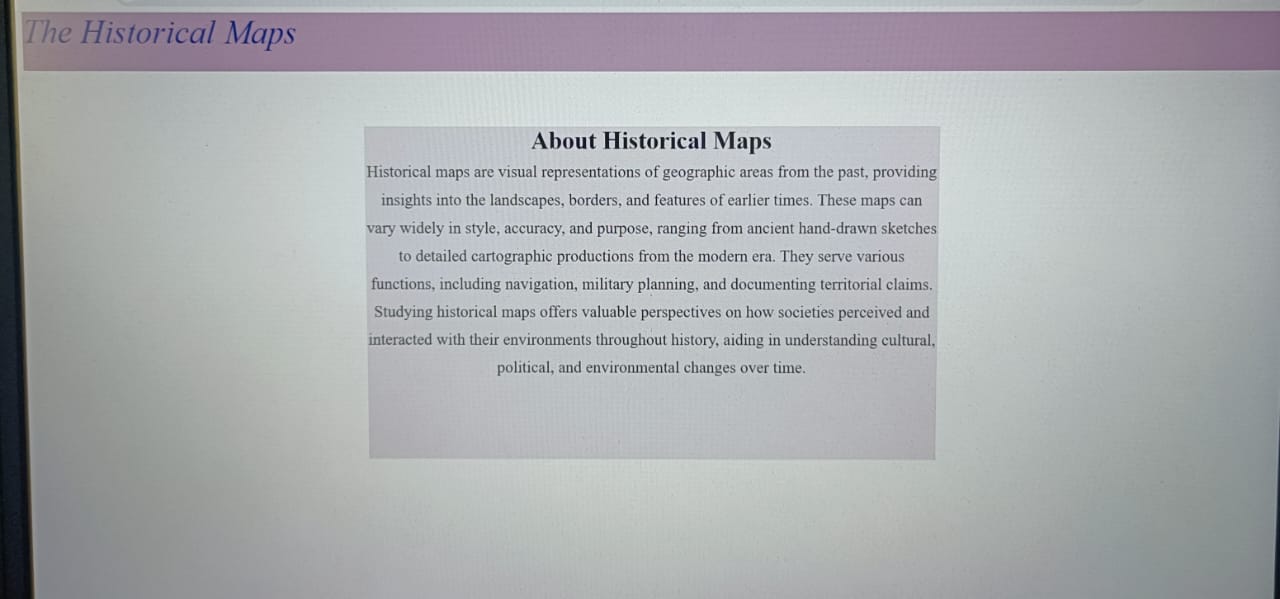 The Historical Maps
About Historical Maps
Historical maps are visual representations of geographic areas from the past, providing
insights into the landscapes, borders, and features of earlier times. These maps can
vary widely in style, accuracy, and purpose, ranging from ancient hand-drawn sketches
to detailed cartographic productions from the modern era. They serve various
functions, including navigation, military planning, and documenting territorial claims.
Studying historical maps offers valuable perspectives on how societies perceived and
interacted with their environments throughout history, aiding in understanding cultural,
political, and environmental changes over time.